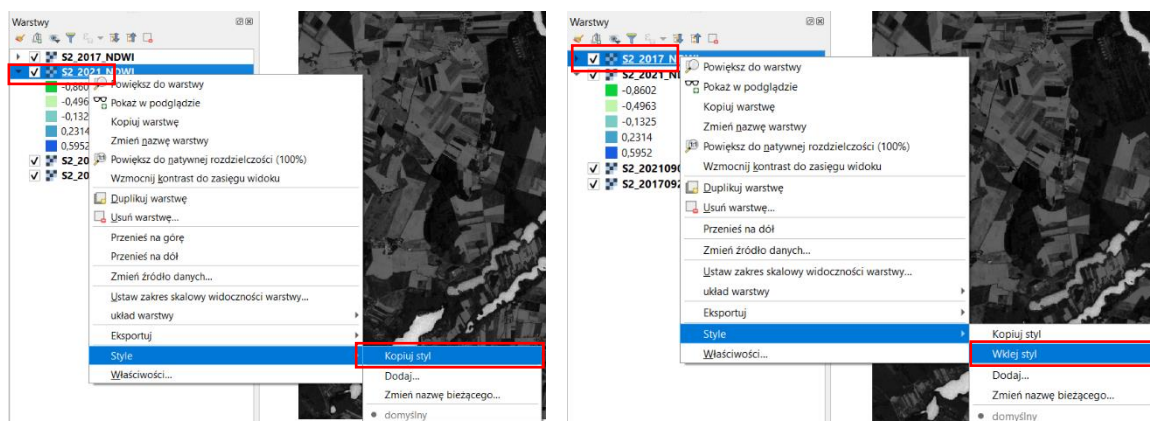 Warstwy
S2_2017_NDWI
S2_2021_NDWI
-0,860
-0,496
-0,132
0,2314
0,5952
S2_20
S2_20
Powiększ do warstwy
Pokaż w podglądzie
Kopiuj warstwę
Zmień nazwę warstwy
Powiększ do natywnej rozdzielczości (100%)
Wzmocnij kontrast do zasięgu widoku
Duplikuj warstwę
Usuń warstwę...
Przenieś na górę
Przenieś na dół
Zmień źródło danych...
Ustaw zakres skalowy widoczności warstwy...
układ warstwy
Eksportuj
Style
Właściwości...
Kopiuj styl
Dodaj...
Zmień nazwę bieżącego...
domyślny
Warstwy
S2_2017_N
S2_2021_N
-0,8602
-0,4963
-0,1325
0,2314
0,5952
S2_202109
S2_201709
Powiększ do warstwy
Pokaż w podglądzie
Kopiuj warstwę
Zmień nazwę warstwy
Powiększ do natywnej rozdzielczości (100%)
Wzmocnij kontrast do zasięgu widoku
Duplikuj warstwę
Usuń warstwę...
Przenieś na dół
Zmień źródło danych...
Ustaw zakres skalowy widoczności warstwy...
układ warstwy
Eksportuj
Style
Właściwości...
Kopiuj styl
Wklej styl
Dodaj...
Zmień nazwę bieżącego...
domyślny